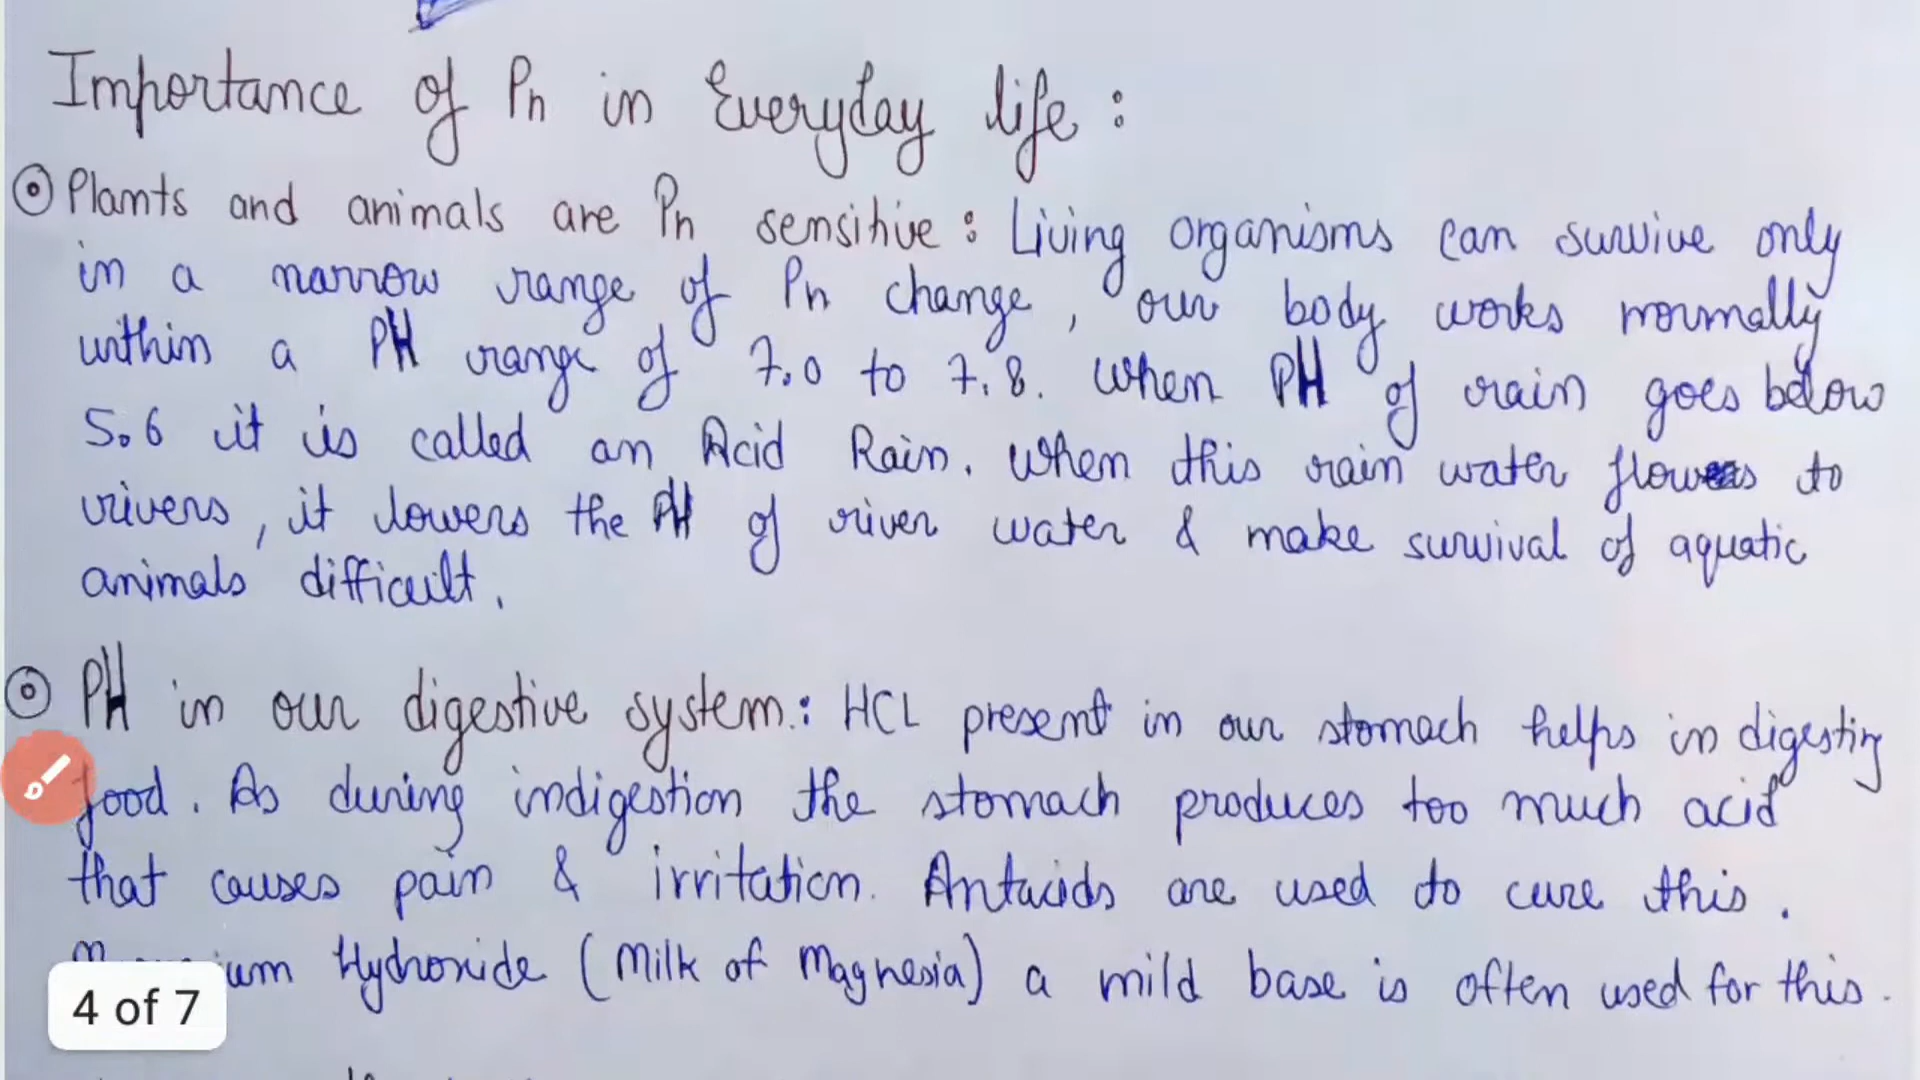 Importance of Pn in Everyday life :
Plants and animals are Pn sensitive : Living organisms can survive only
in a narrow range of Pn change, our body works normally
within a PH range of 7.0 to 7.8. When PH of rain goes below
5.6 it is called an Acid Rain. When this rain water flows to
rivers, it lowers the PH of river water & make survival of aquatic
animals difficult.
PH in our digestive system.: HCL present in our stomach helps in digesting
food. As during indigestion the stomach produces too much acid
that causes pain & irritation. Antacids are used to cure this.
Hydroxide (Milk of Magnesia) a mild base is often used for this.
4 of 7